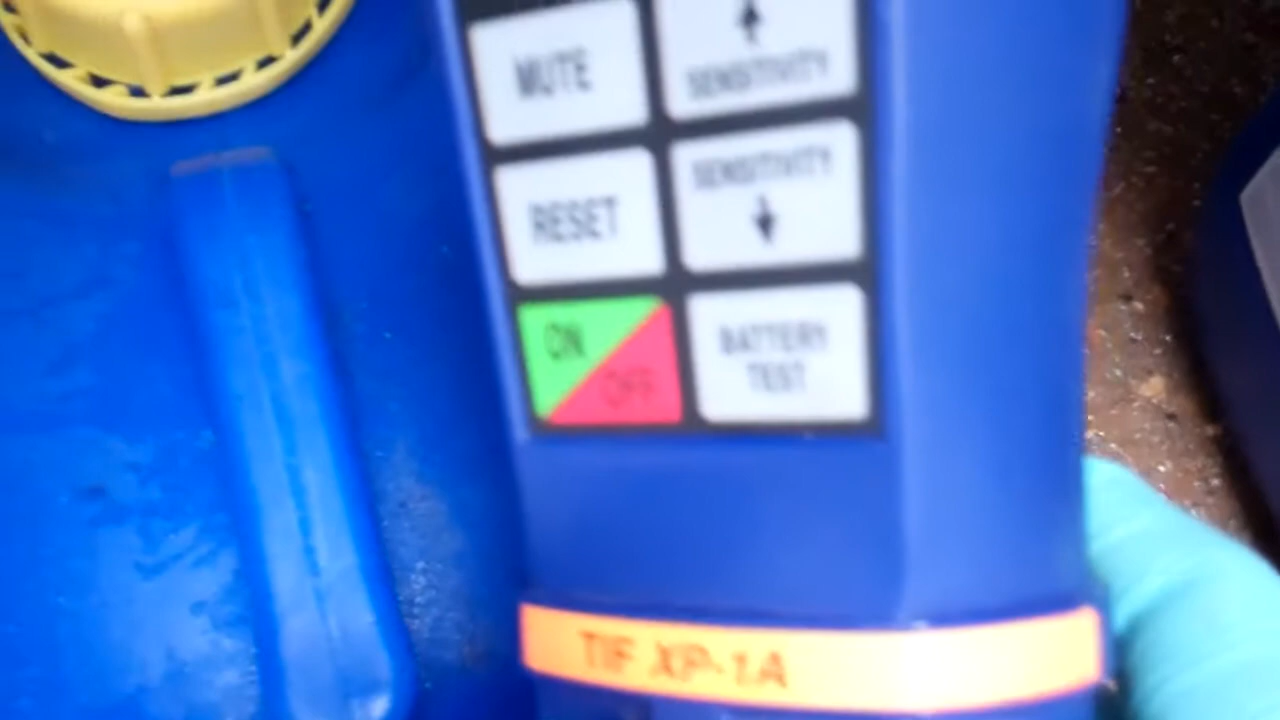 MUTE
↑
SENSITIVITY
RESET
SENSITIVITY
↓
ON
OFF
BATTERY
TEST
TIF XP-1A